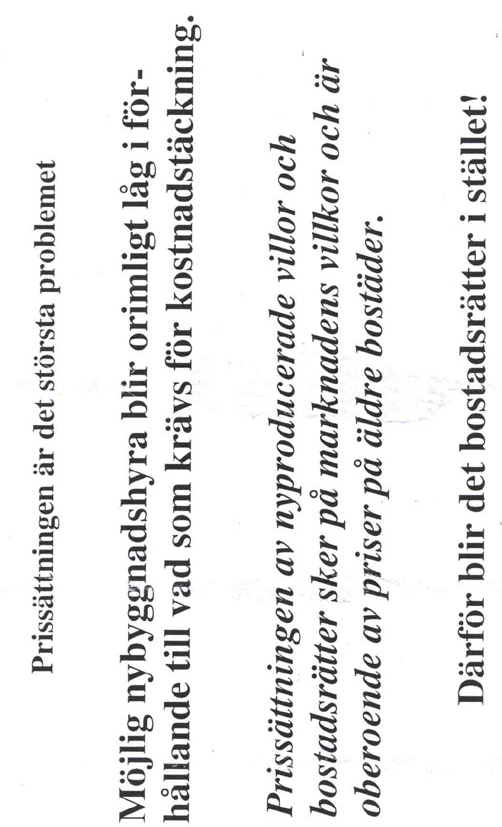 Prissättningen är det största problemet
Möjlig nybyggnadshyra blir orimligt låg i för-
hållande till vad som krävs för kostnadstäckning.
Prissättningen av nyproducerade villor och
bostadsrätter sker på marknadens villkor och är
oberoende av priser på äldre bostäder.
Därför blir det bostadsrätter i stället!